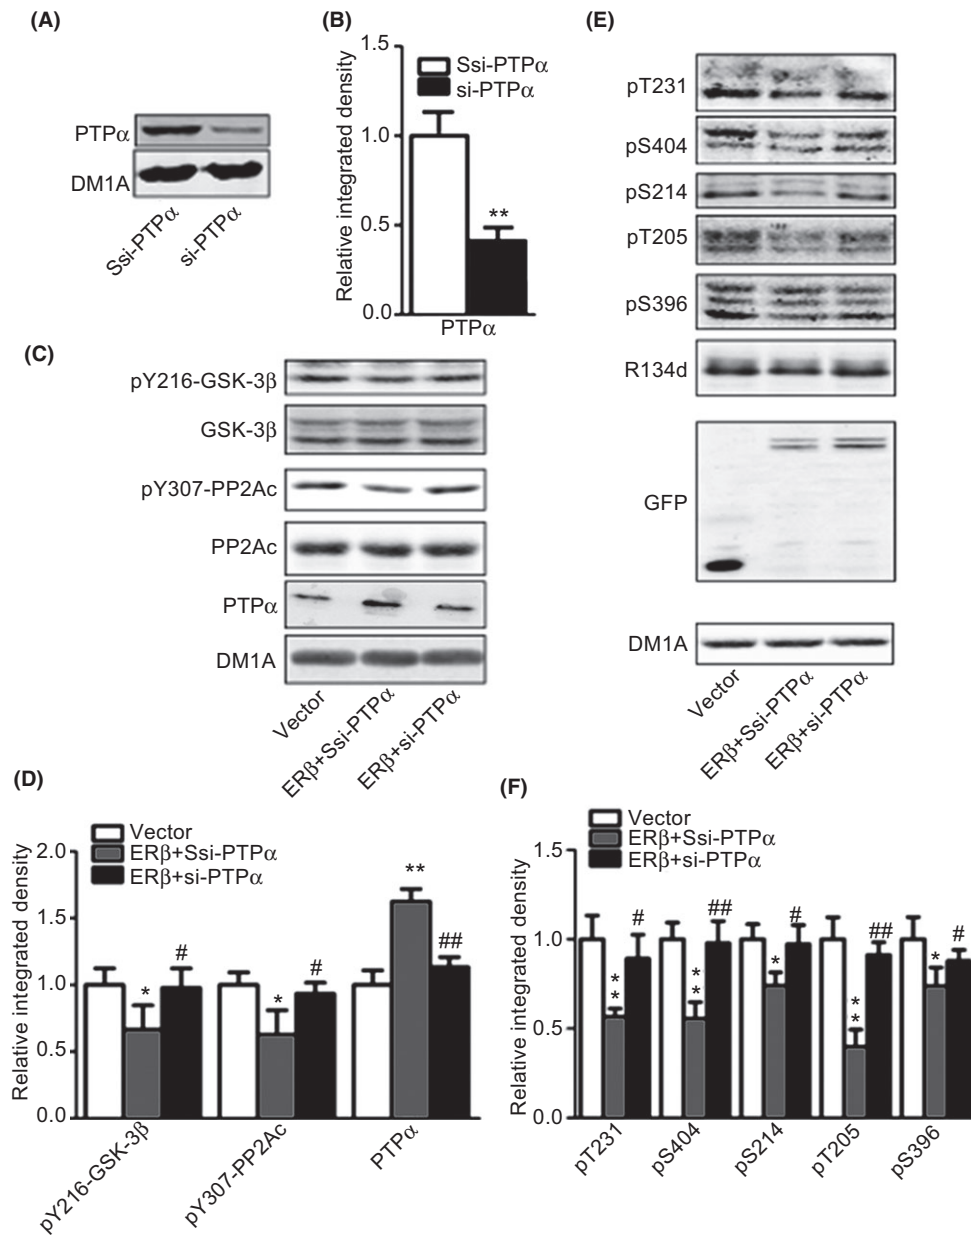 (A)
PTPα
DM1A
Ssi-PTPα
si-PTPα
(B)
Relative integrated density
1.5
1.0
0.5
0.0
Ssi-PTPα
si-PTPα
**
PTPα
(C)
pY216-GSK-3β
GSK-3β
pY307-PP2Ac
PP2Ac
PTPα
DM1A
Vector
ERβ+Ssi-PTPα
ERβ+si-PTPα
(D)
Vector
ERβ+Ssi-PTPα
ERβ+si-PTPα
Relative integrated density
2.0
1.5
1.0
0.5
0.0
*
#
*
#
**
##
pY216-GSK-3β
pY307-PP2Ac
PTPα
(E)
pT231
pS404
pS214
pT205
pS396
R134d
GFP
DM1A
Vector
ERβ+Ssi-PTPα
ERβ+si-PTPα
(F)
Vector
ERβ+Ssi-PTPα
ERβ+si-PTPα
Relative integrated density
1.5
1.0
0.5
0.0
**
#
**
##
*
#
**
##
*
#
pT231
pS404
pS214
pT205
pS396